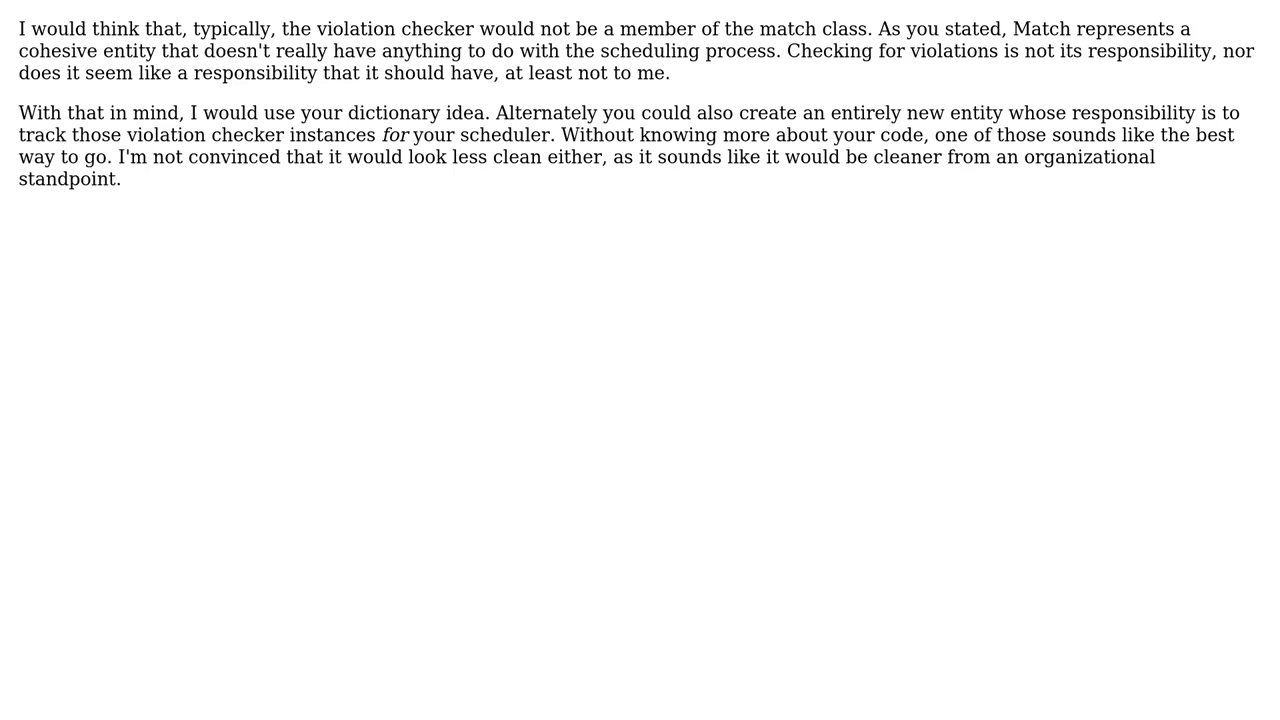 I would think that, typically, the violation checker would not be a member of the match class. As you stated, Match represents a
cohesive entity that doesn't really have anything to do with the scheduling process. Checking for violations is not its responsibility, nor
does it seem like a responsibility that it should have, at least not to me.
With that in mind, I would use your dictionary idea. Alternately you could also create an entirely new entity whose responsibility is to
track those violation checker instances for your scheduler. Without knowing more about your code, one of those sounds like the best
way to go. I'm not convinced that it would look less clean either, as it sounds like it would be cleaner from an organizational
standpoint.